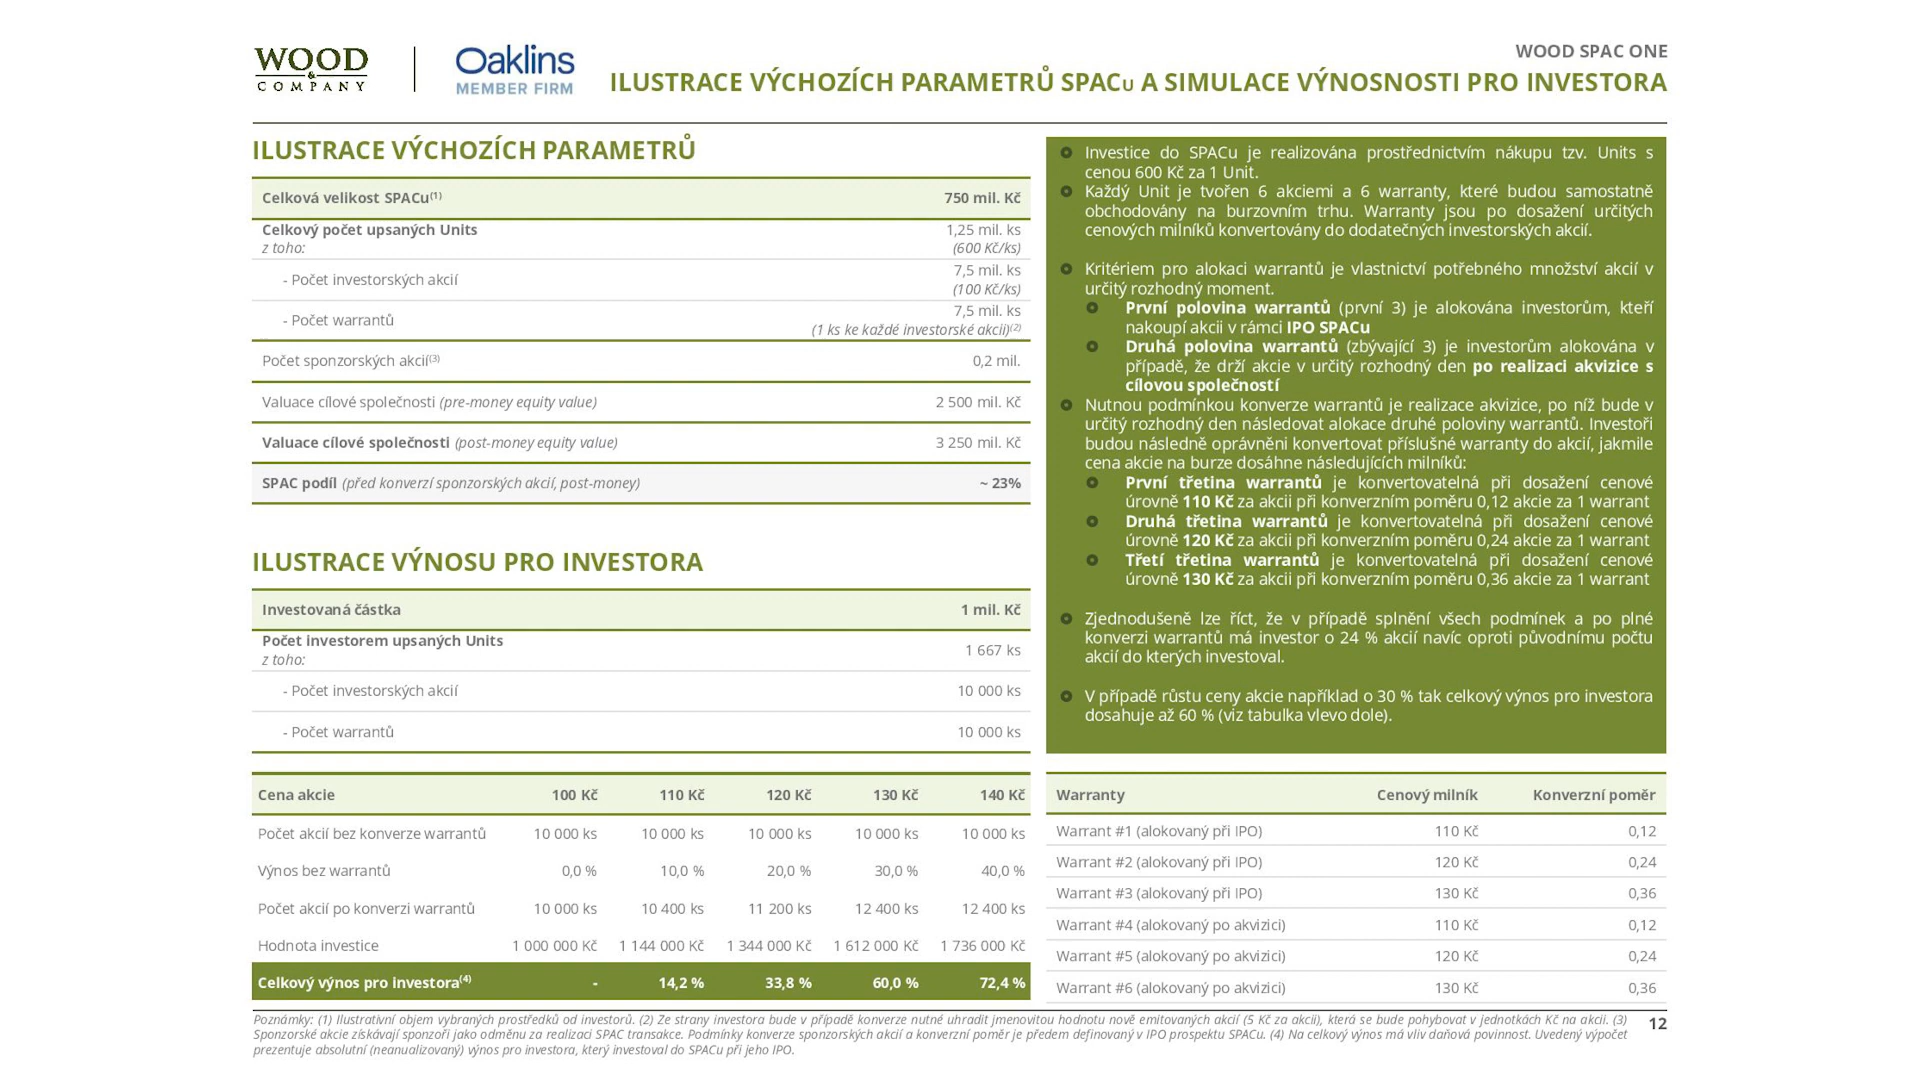 WOOD
&
COMPANY
Oaklins
MEMBER FIRM
WOOD SPAC ONE
ILUSTRACE VÝCHOZÍCH PARAMETRŮ SPACU A SIMULACE VÝNOSNOSTI PRO INVESTORA
ILUSTRACE VÝCHOZÍCH PARAMETRŮ
Celková velikost SPACu(1) 750 mil. Kč
Celkový počet upsaných Units 1,25 mil. ks
z toho: (600 Kč/ks)
- Počet investorských akcií 7,5 mil. ks
(100 Kč/ks)
- Počet warrantů 7,5 mil. ks
(1 ks ke každé investorské akcii)(2)
Počet sponzorských akcií(3) 0,2 mil.
Valuace cílové společnosti (pre-money equity value) 2 500 mil. Kč
Valuace cílové společnosti (post-money equity value) 3 250 mil. Kč
SPAC podíl (před konverzí sponzorských akcií, post-money) ~ 23%
ILUSTRACE VÝNOSU PRO INVESTORA
Investovaná částka 1 mil. Kč
Počet investorem upsaných Units 1 667 ks
z toho:
- Počet investorských akcií 10 000 ks
- Počet warrantů 10 000 ks
Cena akcie 100 Kč 110 Kč 120 Kč 130 Kč 140 Kč
Počet akcií bez konverze warrantů 10 000 ks 10 000 ks 10 000 ks 10 000 ks 10 000 ks
Výnos bez warrantů 0,0 % 10,0 % 20,0 % 30,0 % 40,0 %
Počet akcií po konverzi warrantů 10 000 ks 10 400 ks 11 200 ks 12 400 ks 12 400 ks
Hodnota investice 1 000 000 Kč 1 144 000 Kč 1 344 000 Kč 1 612 000 Kč 1 736 000 Kč
Celkový výnos pro investora(4) - 14,2 % 33,8 % 60,0 % 72,4 %
Investice do SPACu je realizována prostřednictvím nákupu tzv. Units s
cenou 600 Kč za 1 Unit.
Každý Unit je tvořen 6 akciemi a 6 warranty, které budou samostatně
obchodovány na burzovním trhu. Warranty jsou po dosažení určitých
cenových milníků konvertovány do dodatečných investorských akcií.
Kritériem pro alokaci warrantů je vlastnictví potřebného množství akcií v
určitý rozhodný moment.
První polovina warrantů (první 3) je alokována investorům, kteří
nakoupí akcii v rámci IPO SPACu
Druhá polovina warrantů (zbývající 3) je investorům alokována v
případě, že drží akcie v určitý rozhodný den po realizaci akvizice s
cílovou společností
Nutnou podmínkou konverze warrantů je realizace akvizice, po níž bude v
určitý rozhodný den následovat alokace druhé poloviny warrantů. Investoři
budou následně oprávněni konvertovat příslušné warranty do akcií, jakmile
cena akcie na burze dosáhne následujících milníků:
První třetina warrantů je konvertovatelná při dosažení cenové
úrovně 110 Kč za akcii při konverzním poměru 0,12 akcie za 1 warrant
Druhá třetina warrantů je konvertovatelná při dosažení cenové
úrovně 120 Kč za akcii při konverzním poměru 0,24 akcie za 1 warrant
Třetí třetina warrantů je konvertovatelná při dosažení cenové
úrovně 130 Kč za akcii při konverzním poměru 0,36 akcie za 1 warrant
Zjednodušeně lze říct, že v případě splnění všech podmínek a po plné
konverzi warrantů má investor o 24 % akcií navíc oproti původnímu počtu
akcií do kterých investoval.
V případě růstu ceny akcie například o 30 % tak celkový výnos pro investora
dosahuje až 60 % (viz tabulka vlevo dole).
Warranty Cenový milník Konverzní poměr
Warrant #1 (alokovaný při IPO) 110 Kč 0,12
Warrant #2 (alokovaný při IPO) 120 Kč 0,24
Warrant #3 (alokovaný při IPO) 130 Kč 0,36
Warrant #4 (alokovaný po akvizici) 110 Kč 0,12
Warrant #5 (alokovaný po akvizici) 120 Kč 0,24
Warrant #6 (alokovaný po akvizici) 130 Kč 0,36
Poznámky: (1) Ilustrativní objem vybraných prostředků od investorů. (2) Ze strany investora bude v případě konverze nutné uhradit jmenovitou hodnotu nově emitovaných akcií (5 Kč za akcii), která se bude pohybovat v jednotkách Kč na akcii. (3)
Sponzorské akcie získávají sponzoři jako odměnu za realizaci SPAC transakce. Podmínky konverze sponzorských akcií a konverzní poměr je předem definovaný v IPO prospektu SPACu. (4) Na celkový výnos má vliv daňová povinnost. Uvedený výpočet
prezentuje absolutní (neanualizovaný) výnos pro investora, který investoval do SPACu při jeho IPO.
12